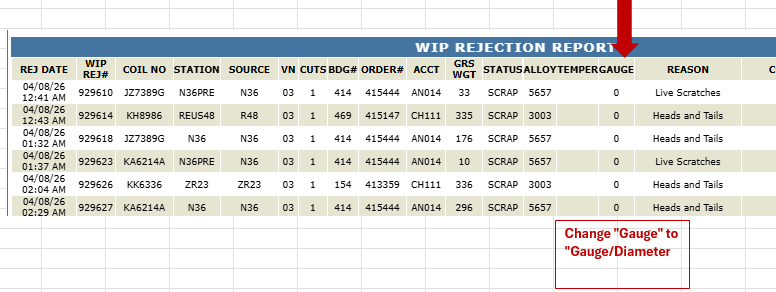 WIP REJECTION REPORT
REJ DATE WIP REJ# COIL NO STATION SOURCE VN CUTS BDG# ORDER# ACCT GRS WGT STATUS ALLOY TEMPER GAUGE REASON C
04/08/26 12:41 AM 929610 JZ7389G N36PRE N36 03 1 414 415444 AN014 33 SCRAP 5657 0 Live Scratches
04/08/26 12:43 AM 929614 KH8986 REUS48 R48 03 1 469 415147 CH111 335 SCRAP 3003 0 Heads and Tails
04/08/26 01:32 AM 929618 JZ7389G N36 N36 03 1 414 415444 AN014 176 SCRAP 5657 0 Heads and Tails
04/08/26 01:37 AM 929623 KA6214A N36PRE N36 03 1 414 415444 AN014 10 SCRAP 5657 0 Live Scratches
04/08/26 02:04 AM 929626 KK6336 ZR23 ZR23 03 1 154 413359 CH111 336 SCRAP 3003 0 Heads and Tails
04/08/26 02:29 AM 929627 KA6214A N36 N36 03 1 414 415444 AN014 296 SCRAP 5657 0 Heads and Tails
Change "Gauge" to
"Gauge/Diameter